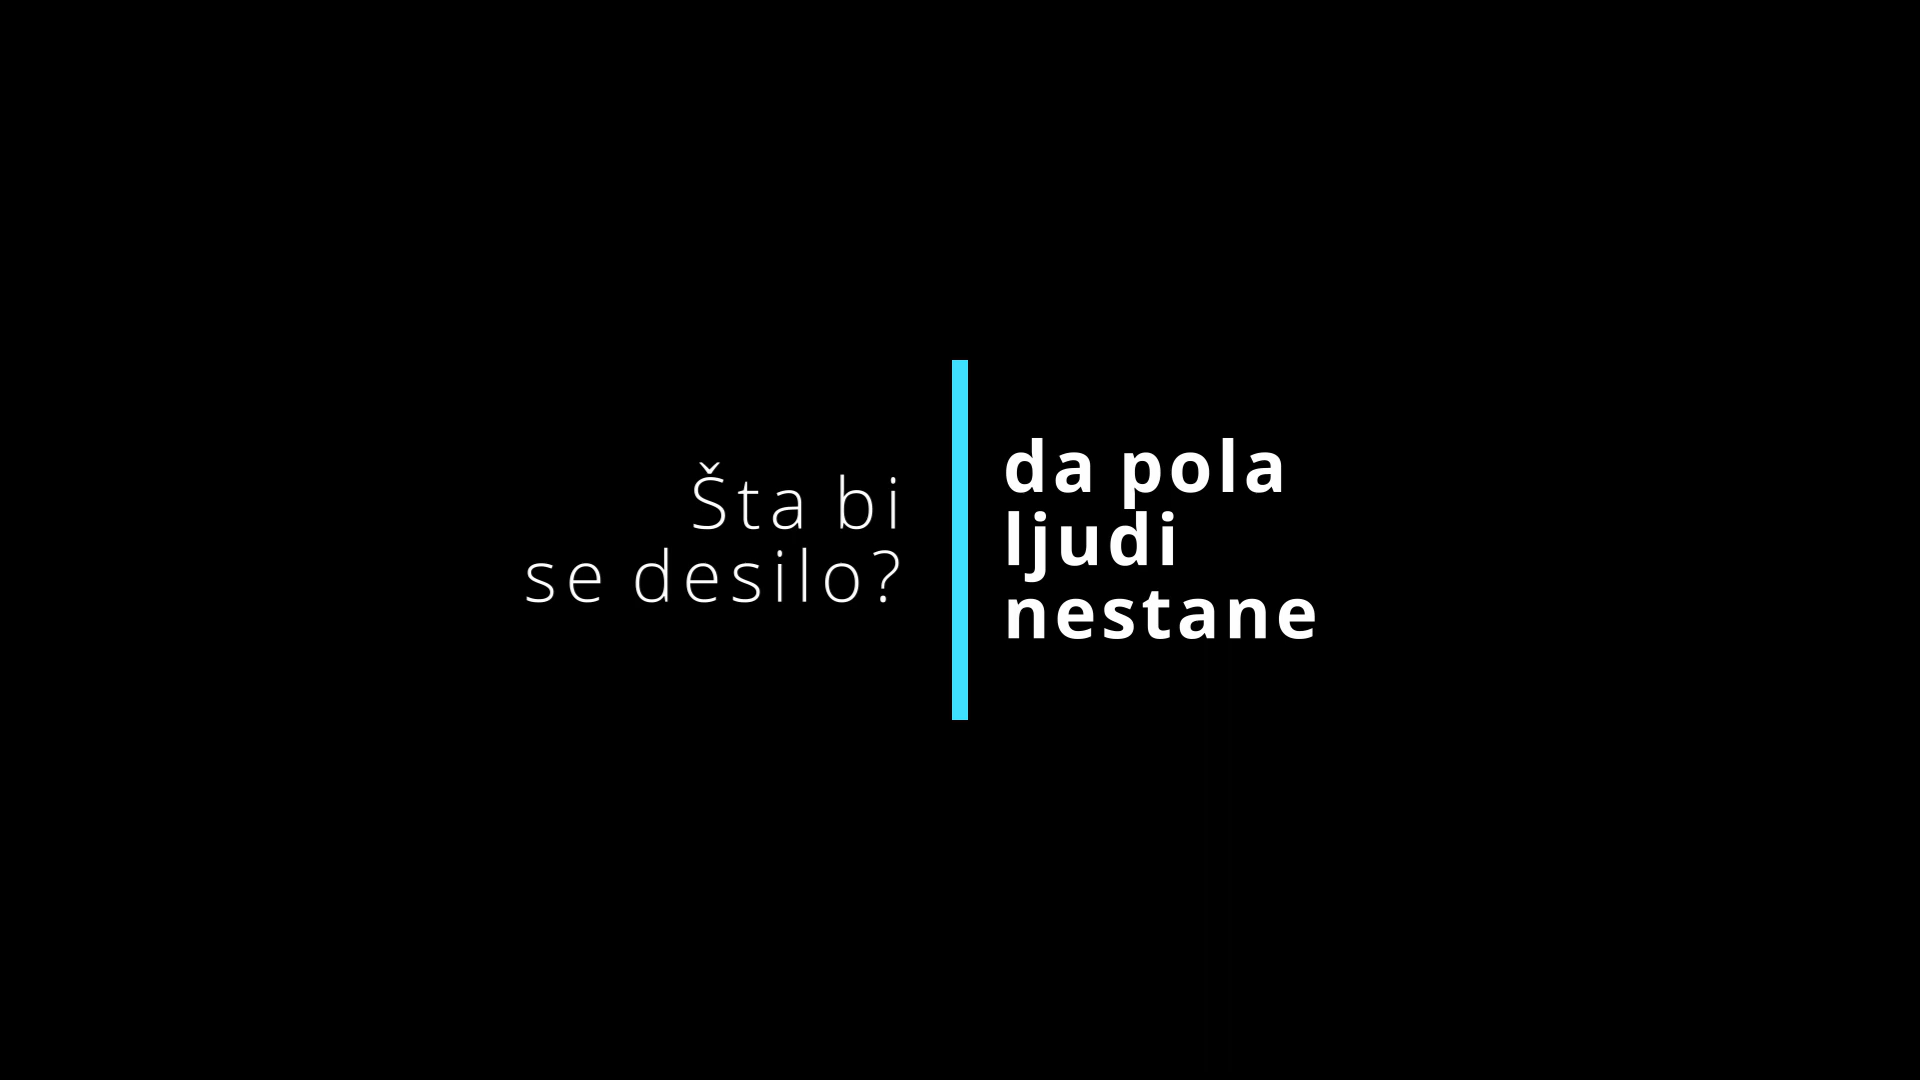 Šta bi
se desilo?
da pola
ljudi
nestane